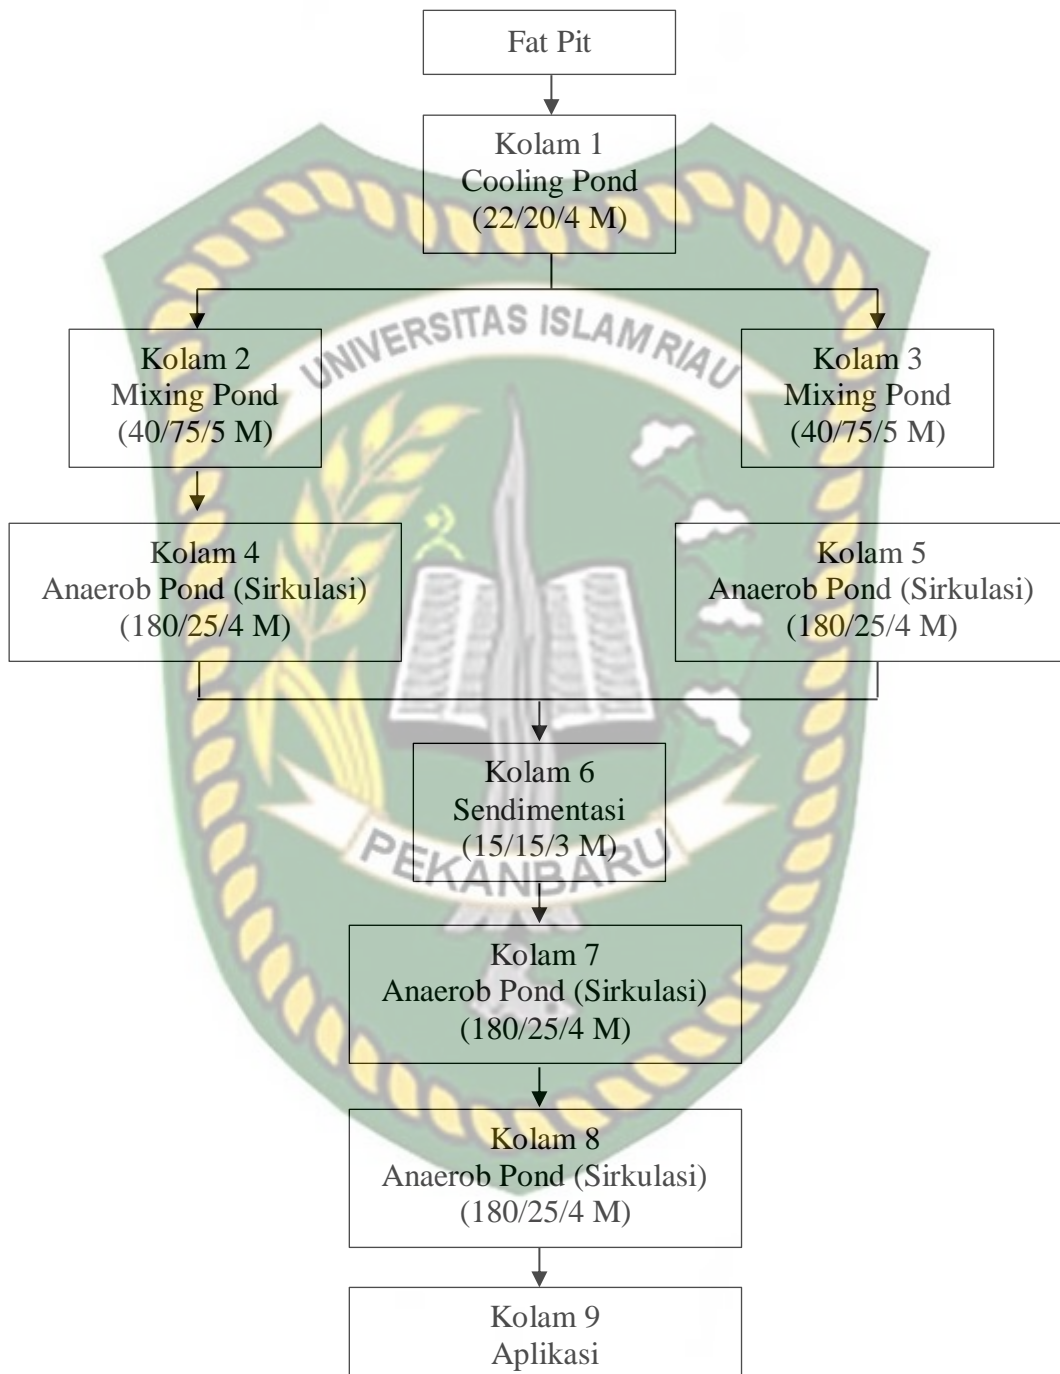 Fat Pit
Kolam 1
Cooling Pond
(22/20/4 M)
UNIVERSITAS ISLAM RIAU
Kolam 2
Mixing Pond
(40/75/5 M)
Kolam 3
Mixing Pond
(40/75/5 M)
Kolam 4
Anaerob Pond (Sirkulasi)
(180/25/4 M)
Kolam 5
Anaerob Pond (Sirkulasi)
(180/25/4 M)
Kolam 6
Sendimentasi
(15/15/3 M)
PEKANBARU
Kolam 7
Anaerob Pond (Sirkulasi)
(180/25/4 M)
Kolam 8
Anaerob Pond (Sirkulasi)
(180/25/4 M)
Kolam 9
Aplikasi